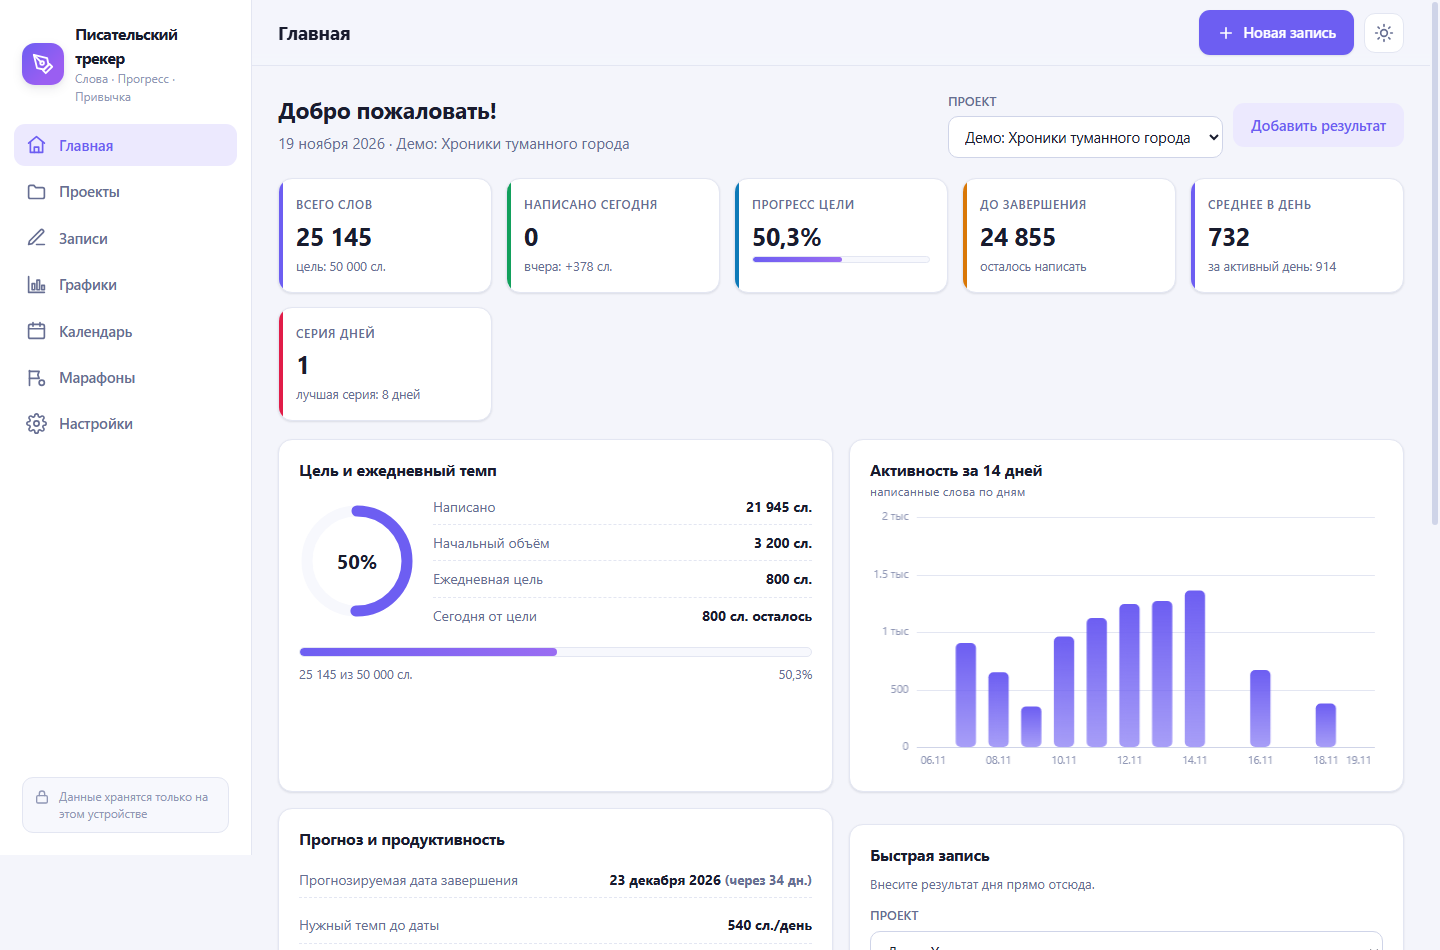 Писательский
трекер
Слова · Прогресс ·
Привычка
Главная
Проекты
Записи
Графики
Календарь
Марафоны
Настройки
Данные хранятся только на
этом устройстве
Главная
Новая запись
Добро пожаловать!
19 ноября 2026 · Демо: Хроники туманного города
ПРОЕКТ
Демо: Хроники туманного города
Добавить результат
ВСЕГО СЛОВ
25 145
цель: 50 000 сл.
НАПИСАНО СЕГОДНЯ
0
вчера: +378 сл.
ПРОГРЕСС ЦЕЛИ
50,3%
ДО ЗАВЕРШЕНИЯ
24 855
осталось написать
СРЕДНЕЕ В ДЕНЬ
732
за активный день: 914
СЕРИЯ ДНЕЙ
1
лучшая серия: 8 дней
Цель и ежедневный темп
50%
Написано 21 945 сл.
Начальный объём 3 200 сл.
Ежедневная цель 800 сл.
Сегодня от цели 800 сл. осталось
25 145 из 50 000 сл. 50,3%
Активность за 14 дней
написанные слова по дням
2 тыс
1.5 тыс
1 тыс
500
0
06.11 08.11 10.11 12.11 14.11 16.11 18.11 19.11
Прогноз и продуктивность
Прогнозируемая дата завершения 23 декабря 2026 (через 34 дн.)
Нужный темп до даты 540 сл./день
Быстрая запись
Внесите результат дня прямо отсюда.
ПРОЕКТ